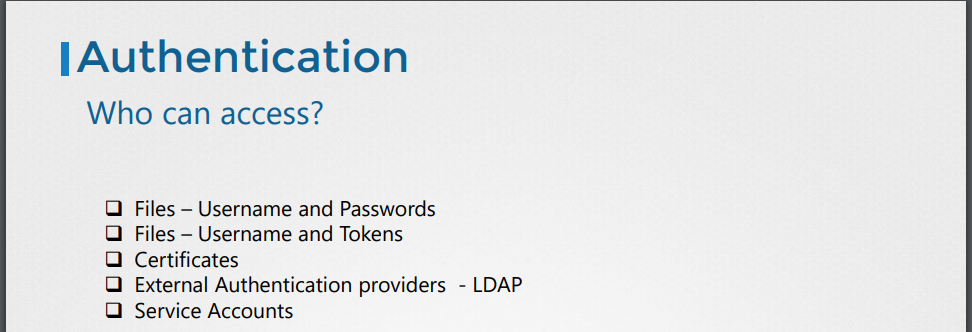 Authentication
Who can access?
❑ Files – Username and Passwords
❑ Files – Username and Tokens
❑ Certificates
❑ External Authentication providers - LDAP
❑ Service Accounts